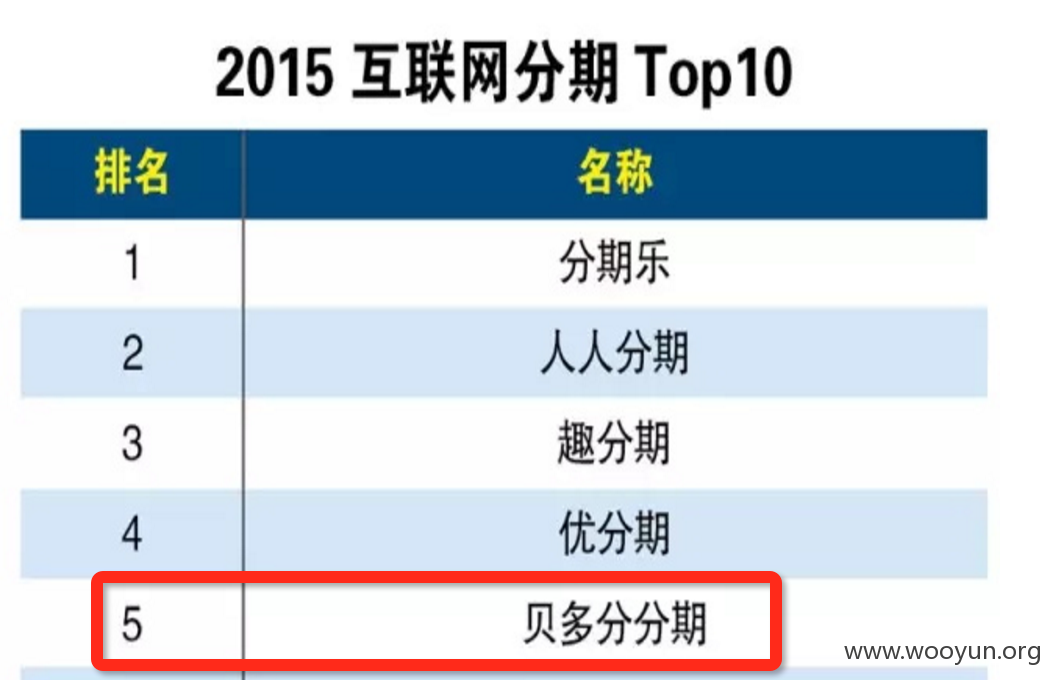 2015 互联网分期 Top10
排名 名称
1 分期乐
2 人人分期
3 趣分期
4 优分期
5 贝多分分期
www.wooyun.org